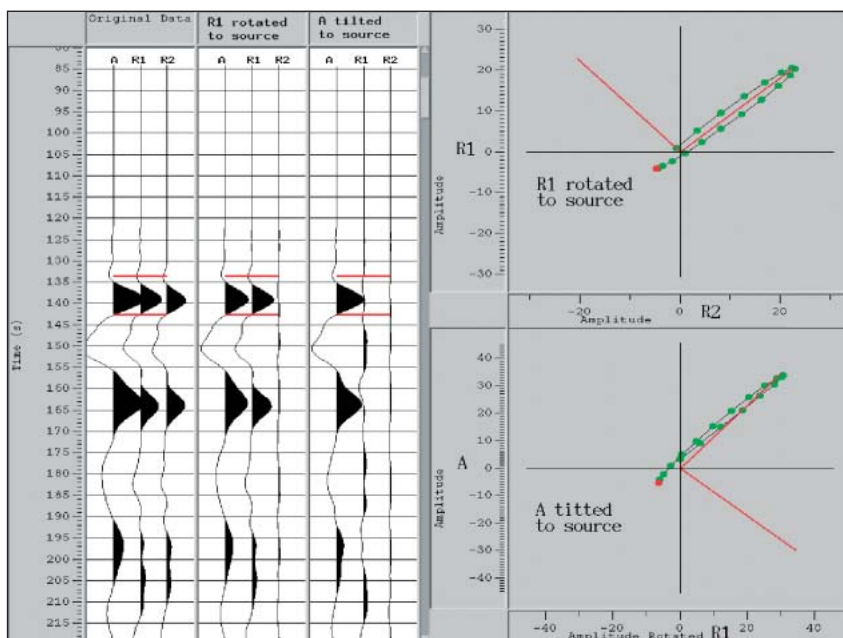 Original Data
R1 rotated
to source
A tilted
to source
A R1 R2
A R1 R2
A R1 R2
Time (s)
80
85
90
95
100
105
110
115
120
125
130
135
140
145
150
155
160
165
170
175
180
185
190
195
200
205
210
215
Amplitude
R1
30
20
10
0
-10
-20
-30
R1 rotated
to source
-20
0
20
Amplitude
R2
Amplitude
A
40
30
20
10
0
-10
-20
-30
-40
A titted
to source
-40
-20
0
20
40
Amplitude Rotated R1